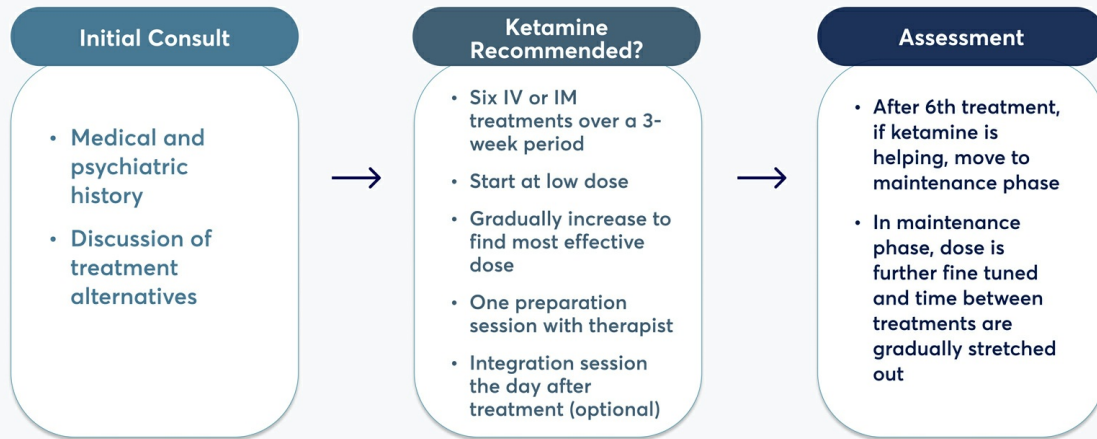 Initial Consult
• Medical and
psychiatric
history
• Discussion of
treatment
alternatives
Ketamine
Recommended?
• Six IV or IM
treatments over a 3-
week period
• Start at low dose
• Gradually increase to
find most effective
dose
• One preparation
session with therapist
• Integration session
the day after
treatment (optional)
Assessment
• After 6th treatment,
if ketamine is
helping, move to
maintenance phase
• In maintenance
phase, dose is
further fine tuned
and time between
treatments are
gradually stretched
out